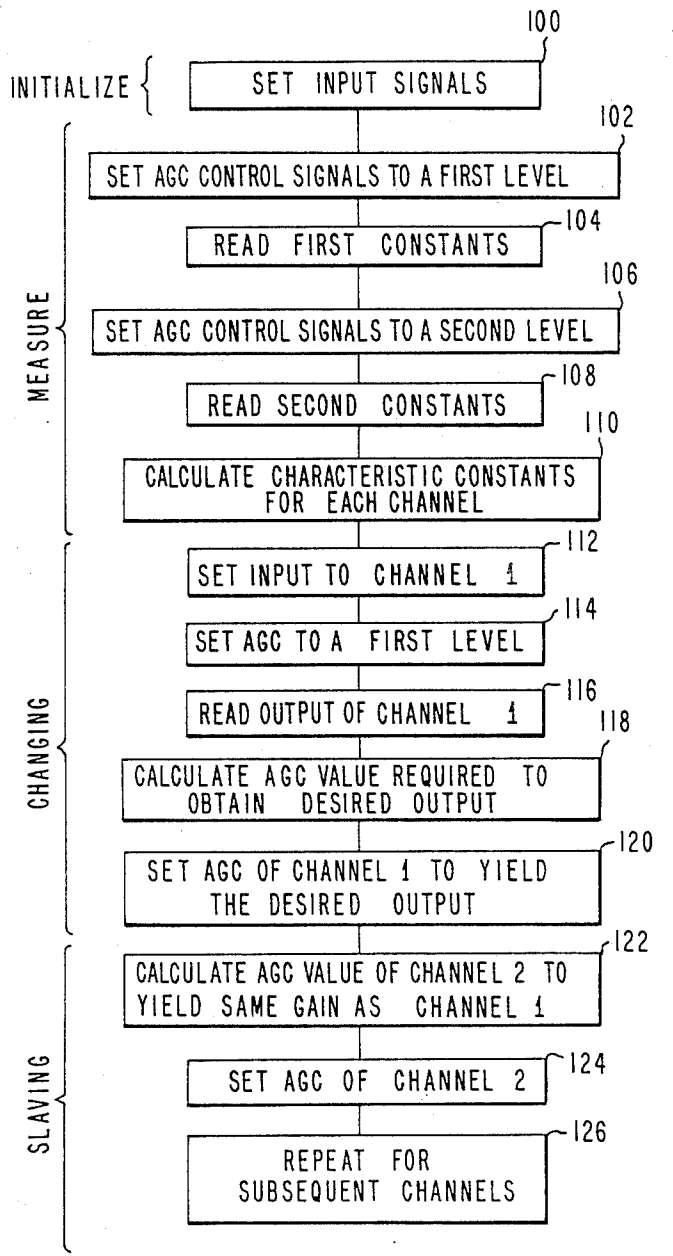 100
INITIALIZE
SET INPUT SIGNALS
102
SET AGC CONTROL SIGNALS TO A FIRST LEVEL
104
READ FIRST CONSTANTS
106
SET AGC CONTROL SIGNALS TO A SECOND LEVEL
MEASURE
108
READ SECOND CONSTANTS
110
CALCULATE CHARACTERISTIC CONSTANTS
FOR EACH CHANNEL
112
SET INPUT TO CHANNEL 1
114
SET AGC TO A FIRST LEVEL
116
READ OUTPUT OF CHANNEL 1
118
CHANGING
CALCULATE AGC VALUE REQUIRED TO
OBTAIN DESIRED OUTPUT
120
SET AGC OF CHANNEL 1 TO YIELD
THE DESIRED OUTPUT
122
CALCULATE AGC VALUE OF CHANNEL 2 TO
YIELD SAME GAIN AS CHANNEL 1
124
SLAVING
SET AGC OF CHANNEL 2
126
REPEAT FOR
SUBSEQUENT CHANNELS